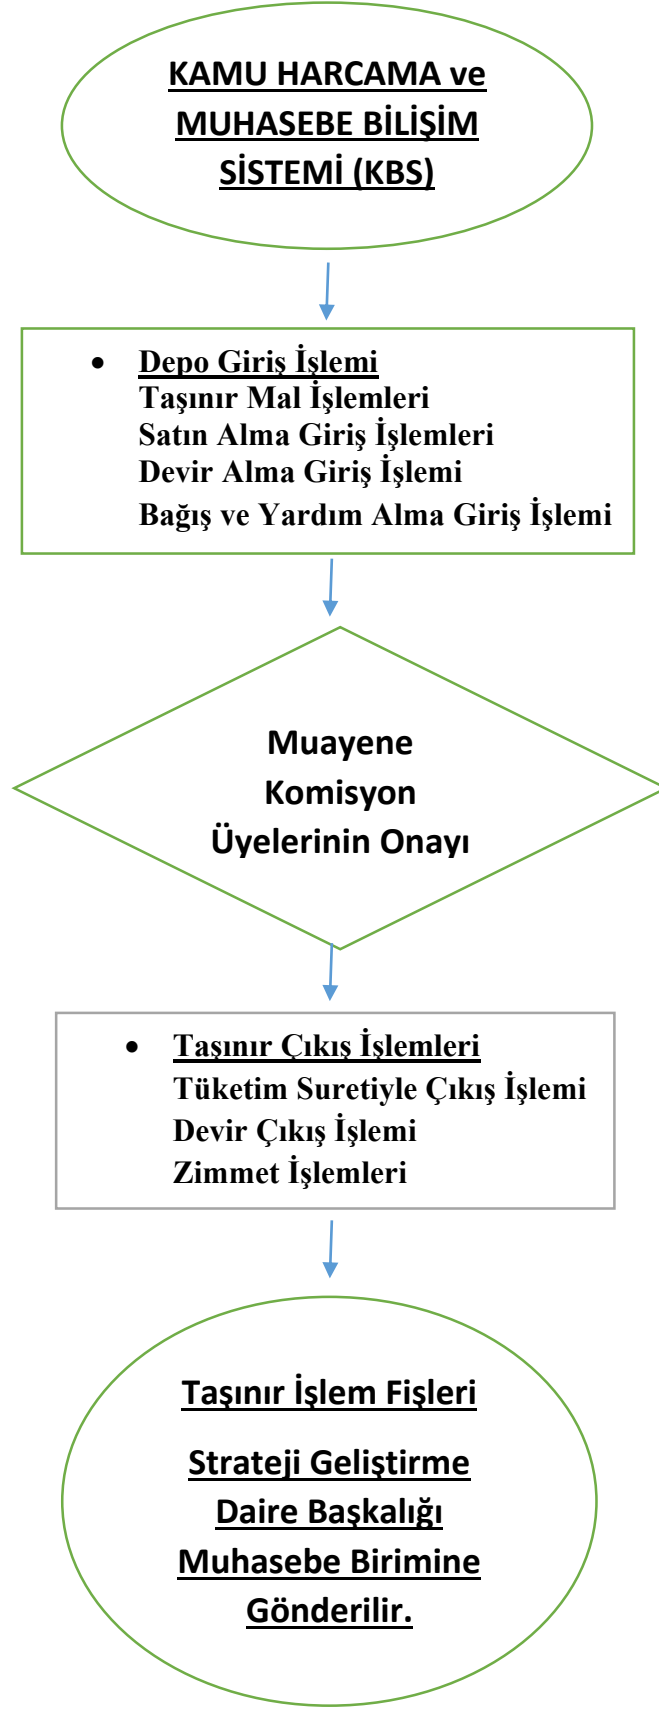 KAMU HARCAMA ve
MUHASEBE BİLİŞİM
SİSTEMİ (KBS)
• Depo Giriş İşlemi
Taşınır Mal İşlemleri
Satın Alma Giriş İşlemleri
Devir Alma Giriş İşlemi
Bağış ve Yardım Alma Giriş İşlemi
Muayene
Komisyon
Üyelerinin Onayı
• Taşınır Çıkış İşlemleri
Tüketim Suretiyle Çıkış İşlemi
Devir Çıkış İşlemi
Zimmet İşlemleri
Taşınır İşlem Fişleri
Strateji Geliştirme
Daire Başkalığı
Muhasebe Birimine
Gönderilir.